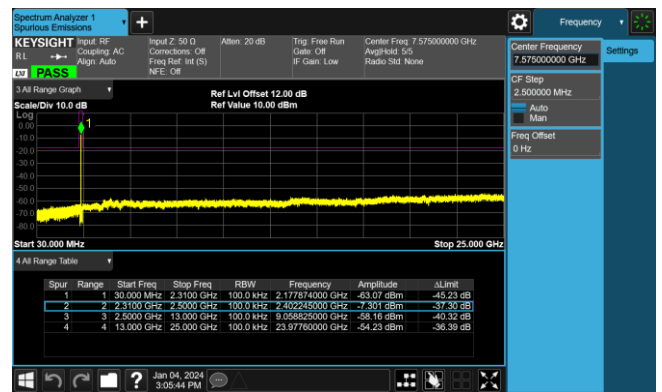 Spectrum Analyzer 1
Spurious Emissions
Frequency
KEYSIGHT
RL
PASS
Input: RF
Coupling: AC
Align: Auto
Input Z: 50 Ω
Corrections: Off
Freq Ref: Int (S)
NFE: Off
Atten: 20 dB
Trig: Free Run
Gate: Off
IF Gain: Low
Center Freq: 7.575000000 GHz
Avg|Hold: 5/5
Radio Std: None
Center Frequency
7.575000000 GHz
Settings
CF Step
2.500000 MHz
Auto
Man
Freq Offset
0 Hz
3 All Range Graph
Scale/Div 10.0 dB
Ref Lvl Offset 12.00 dB
Ref Value 10.00 dBm
Log
1
0.00
-10.0
-20.0
-30.0
-40.0
-50.0
-60.0
-70.0
-80.0
Start 30.000 MHz
Stop 25.000 GHz
4 All Range Table
Spur Range Start Freq Stop Freq RBW Frequency Amplitude ΔLimit
1 1 30.000 MHz 2.3100 GHz 100.0 kHz 2.177874000 GHz -63.07 dBm -45.23 dB
2 2 2.3100 GHz 2.5000 GHz 100.0 kHz 2.402245000 GHz -7.301 dBm -37.30 dB
3 3 2.5000 GHz 13.000 GHz 100.0 kHz 9.058825000 GHz -58.16 dBm -40.32 dB
4 4 13.000 GHz 25.000 GHz 100.0 kHz 23.97760000 GHz -54.23 dBm -36.39 dB
Jan 04, 2024
3:05:44 PM